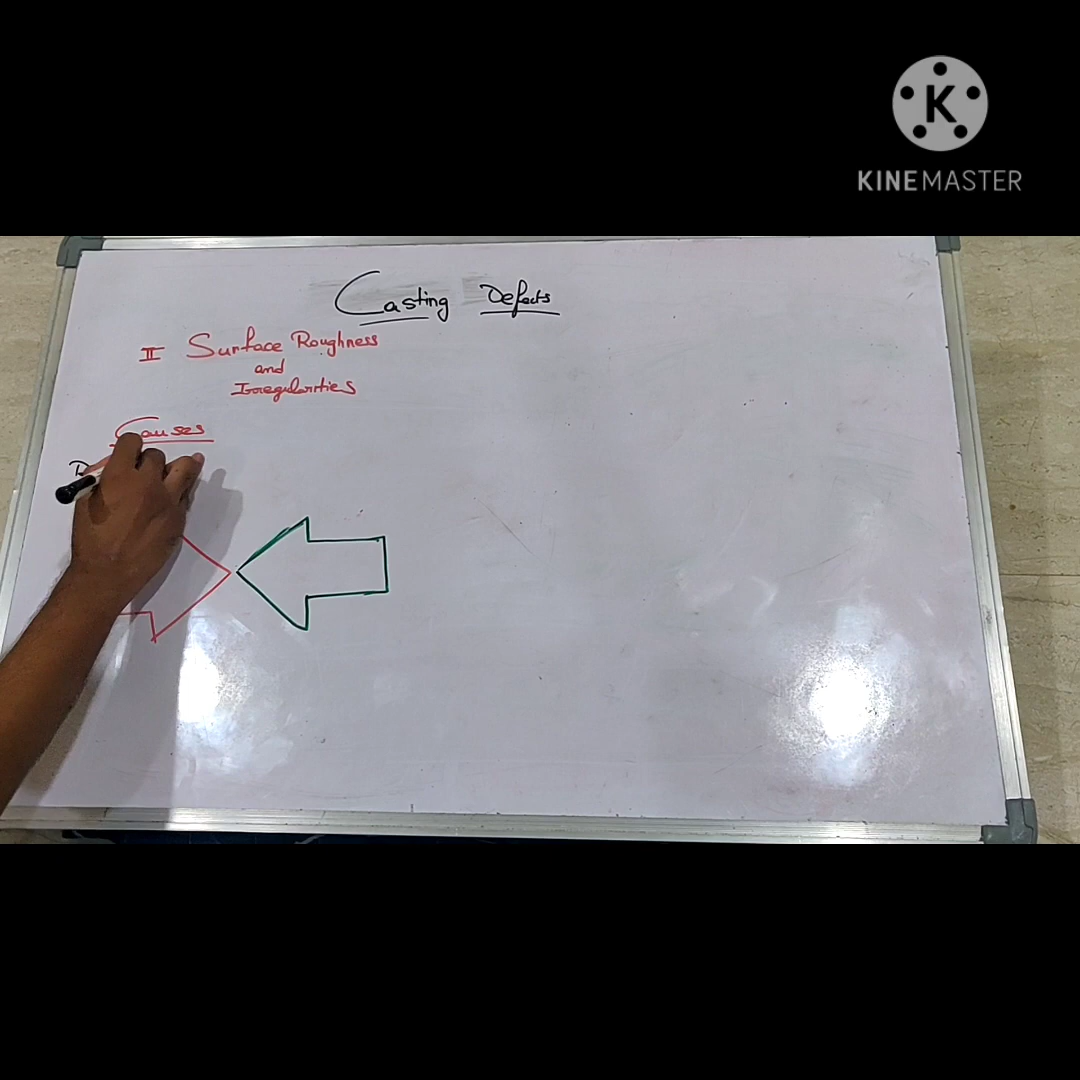 K
KINEMASTER
Casting Defects
II Surface Roughness
and
Irregularities
Causes